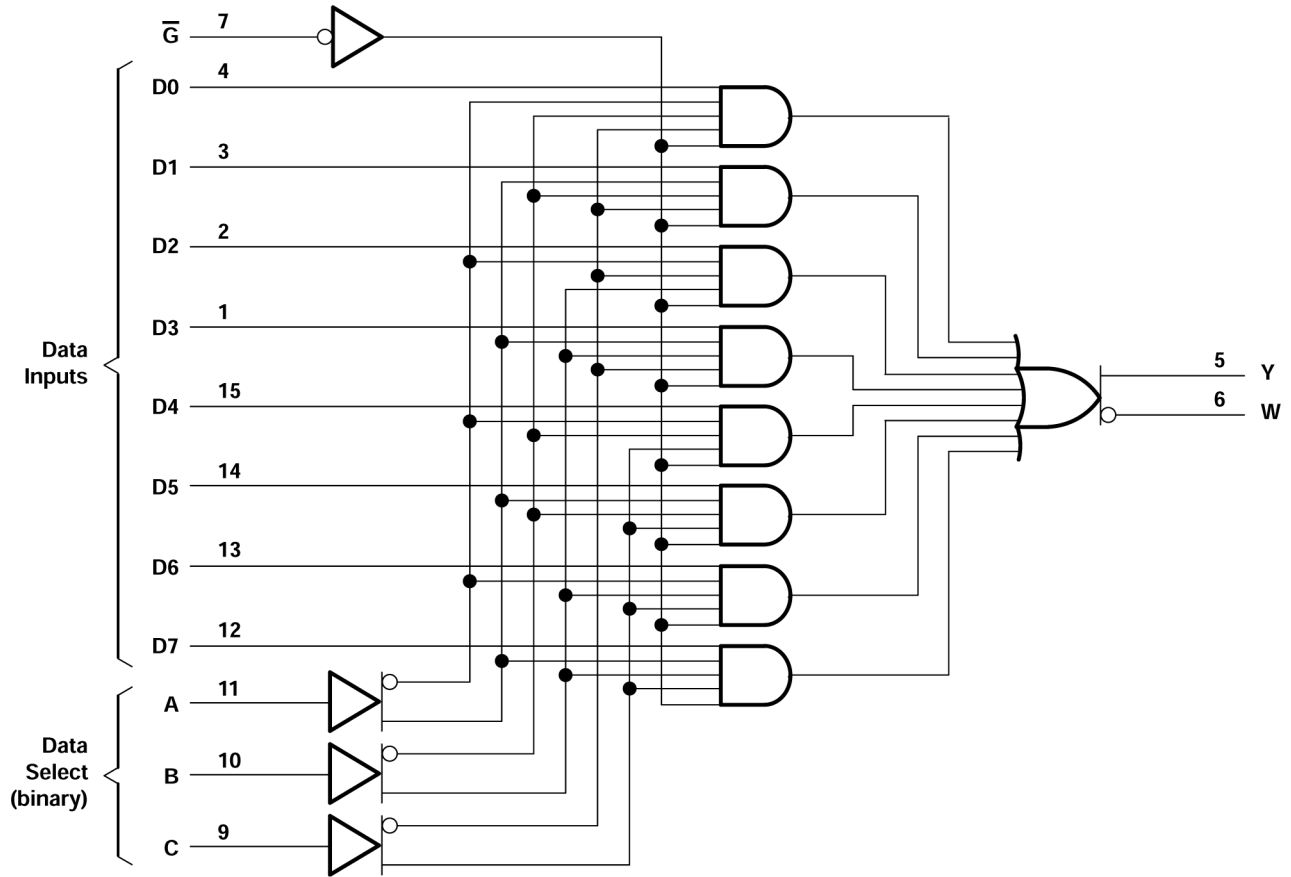 G̅ 7
D0 4
D1 3
D2 2
D3 1
Data
Inputs
D4 15
D5 14
D6 13
D7 12
A 11
Data
Select
(binary)
B 10
C 9
5 Y
6 W